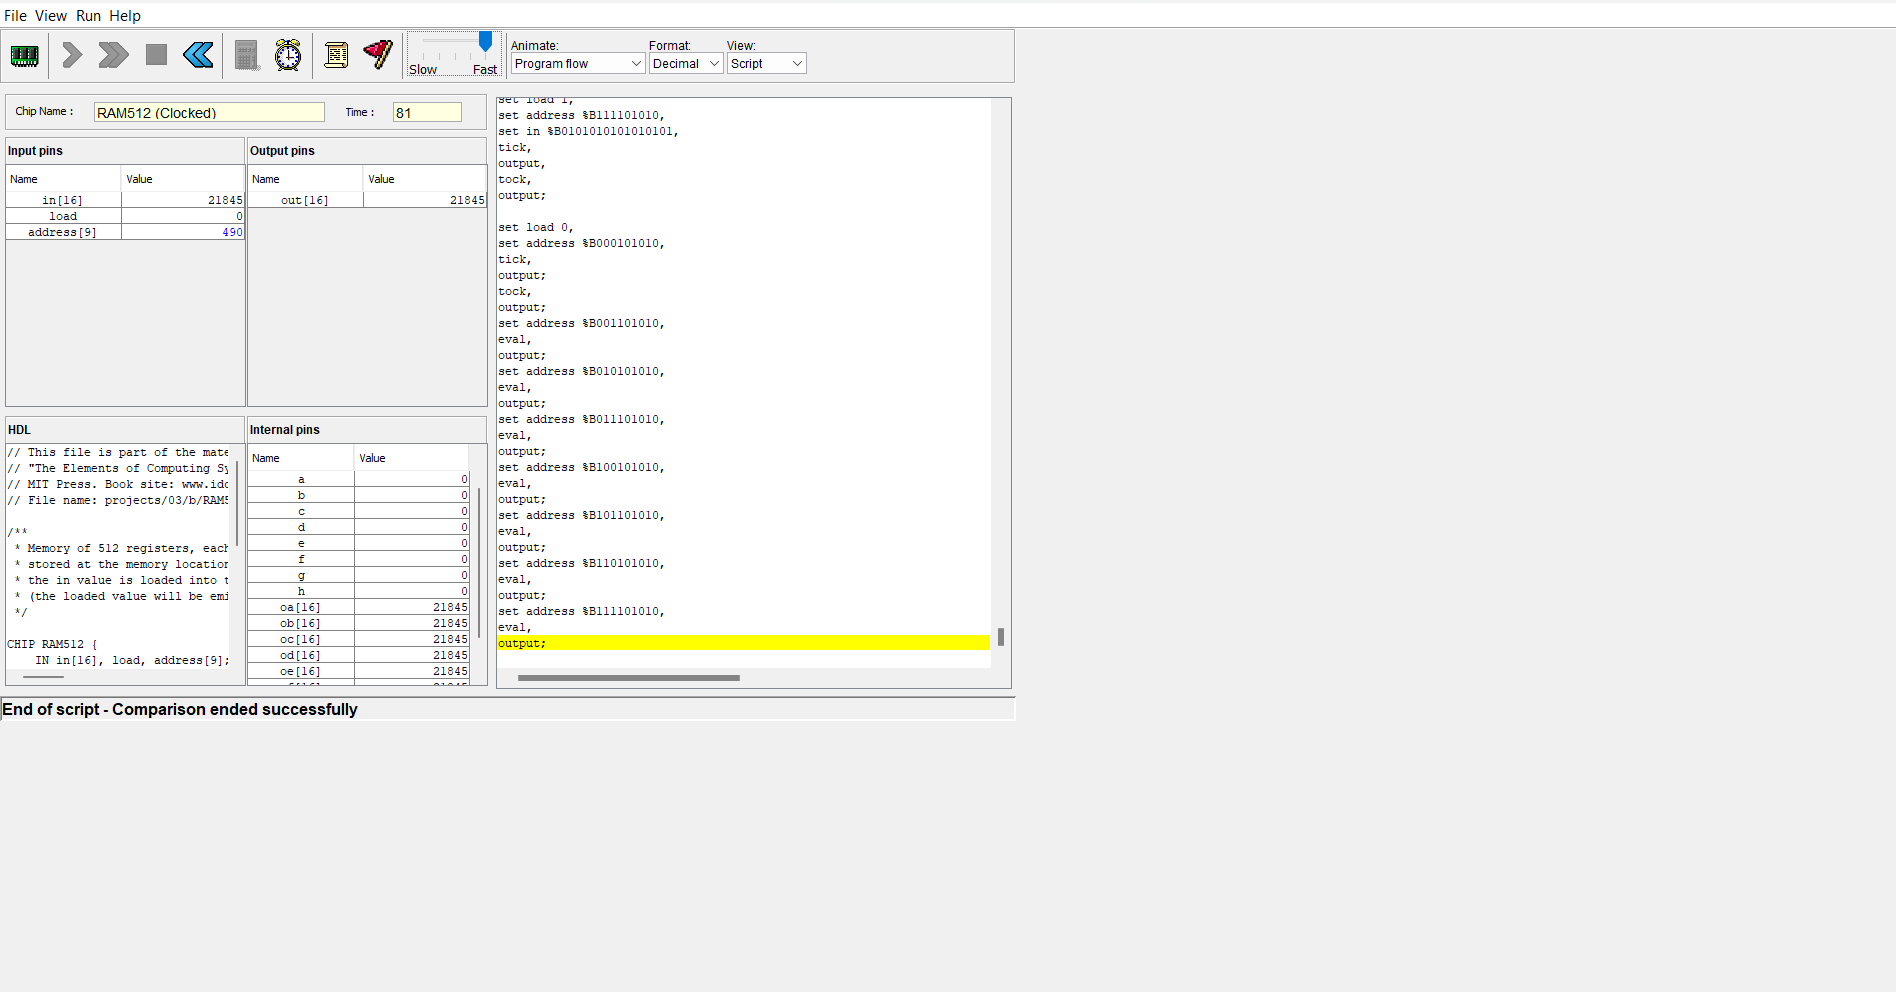 File View Run Help
Slow Fast
Animate: Format: View:
Program flow Decimal Script
Chip Name : RAM512 (Clocked) Time : 81
Input pins
Name Value
in[16] 21845
load 0
address[9] 490
Output pins
Name Value
out[16] 21845
HDL
// This file is part of the mate
// "The Elements of Computing Sy
// MIT Press. Book site: www.idc
// File name: projects/03/b/RAM5
/**
* Memory of 512 registers, each
* stored at the memory location
* the in value is loaded into t
* (the loaded value will be emi
*/
CHIP RAM512 {
IN in[16], load, address[9];
Internal pins
Name Value
a 0
b 0
c 0
d 0
e 0
f 0
g 0
h 0
oa[16] 21845
ob[16] 21845
oc[16] 21845
od[16] 21845
oe[16] 21845
set load 1,
set address %B111101010,
set in %B0101010101010101,
tick,
output,
tock,
output;
set load 0,
set address %B000101010,
tick,
output;
tock,
output;
set address %B001101010,
eval,
output;
set address %B010101010,
eval,
output;
set address %B011101010,
eval,
output;
set address %B100101010,
eval,
output;
set address %B101101010,
eval,
output;
set address %B110101010,
eval,
output;
set address %B111101010,
eval,
output;
End of script - Comparison ended successfully